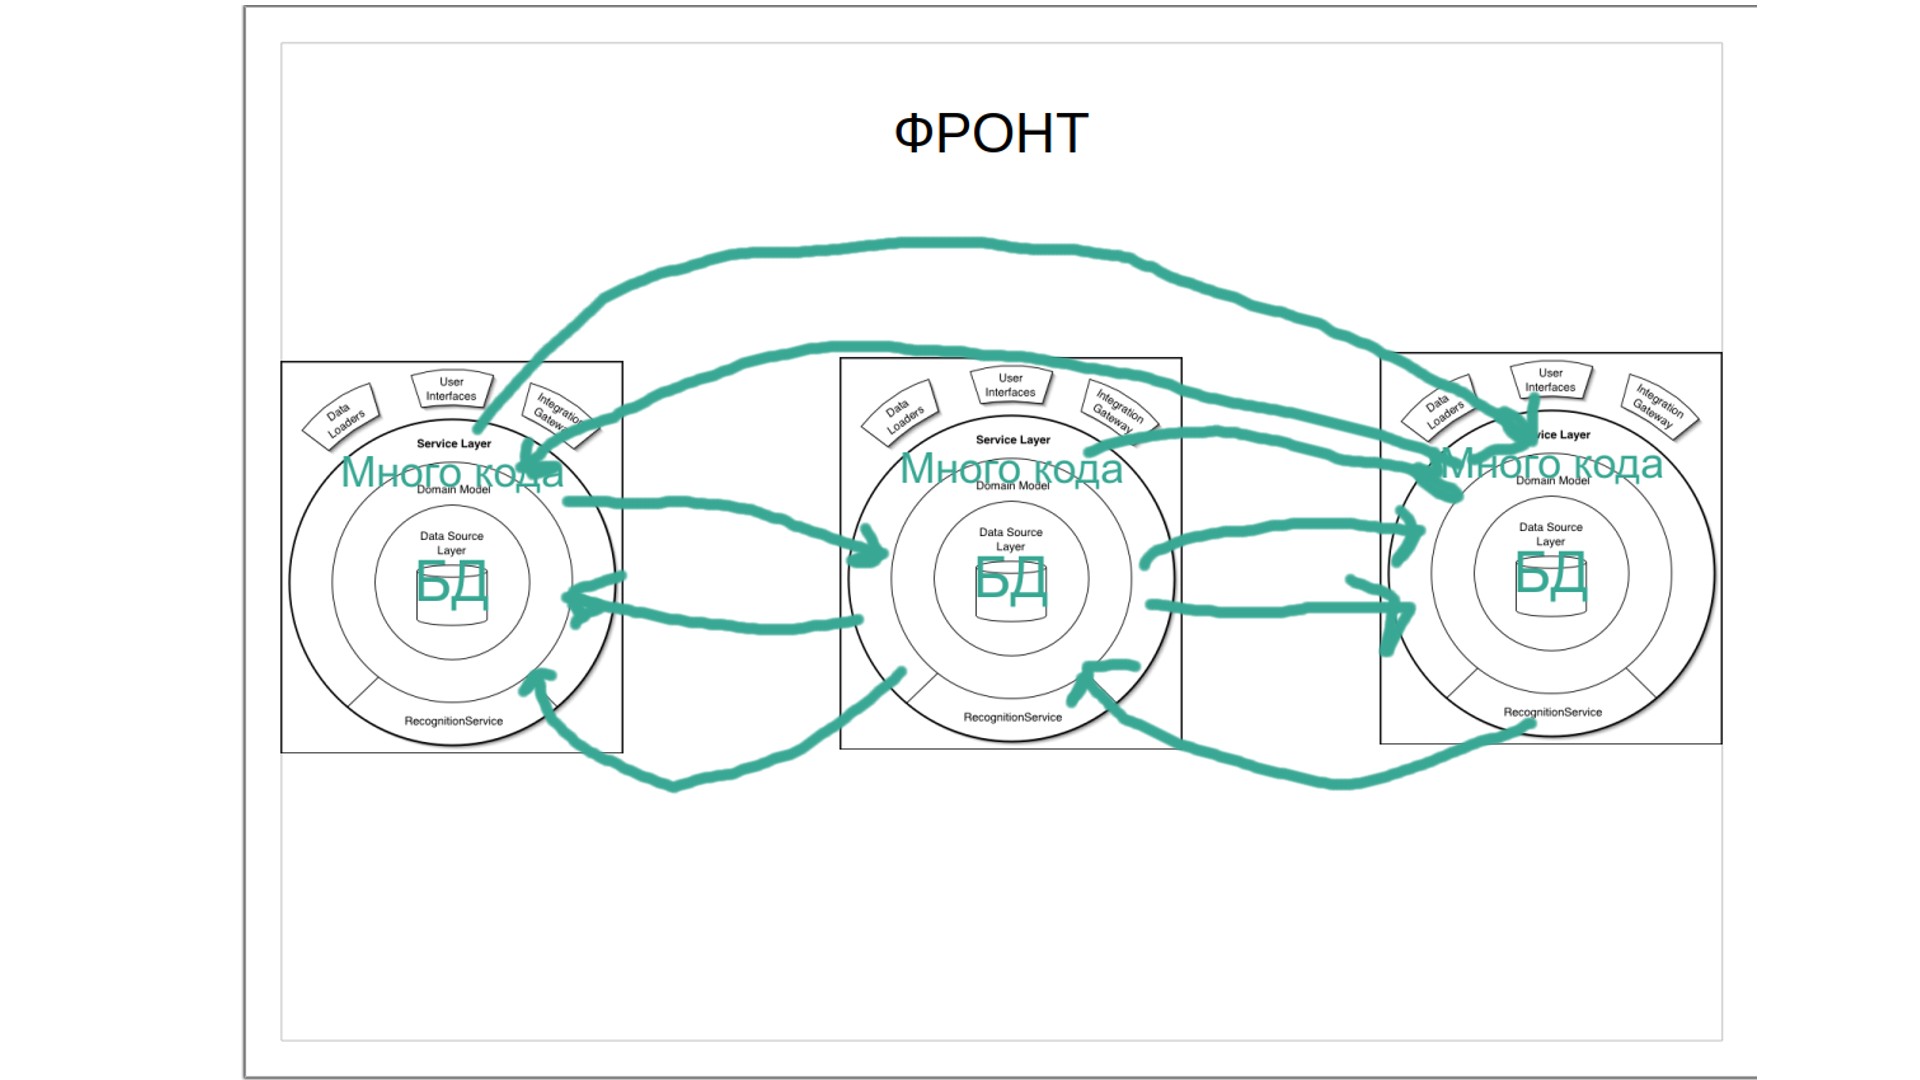 ФРОНТ
Data
Loaders
User
Interfaces
Integration
Gateway
Service Layer
Много кода
Domain Model
Data Source
Layer
БД
RecognitionService
Data
Loaders
User
Interfaces
Integration
Gateway
Service Layer
Много кода
Domain Model
Data Source
Layer
БД
RecognitionService
Data
Loaders
User
Interfaces
Integration
Gateway
vice Layer
Много кода
Domain Model
Data Source
Layer
БД
RecognitionService